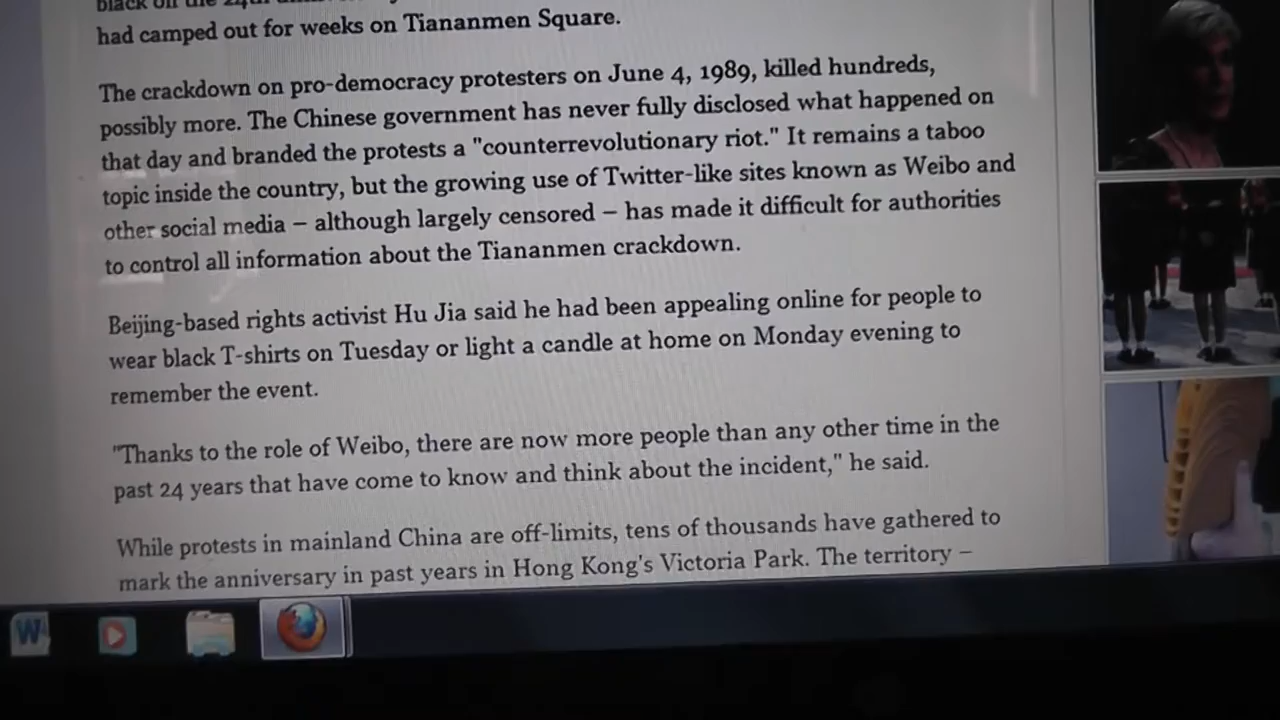 black on the 24th
had camped out for weeks on Tiananmen Square.
The crackdown on pro-democracy protesters on June 4, 1989, killed hundreds,
possibly more. The Chinese government has never fully disclosed what happened on
that day and branded the protests a "counterrevolutionary riot." It remains a taboo
topic inside the country, but the growing use of Twitter-like sites known as Weibo and
other social media – although largely censored – has made it difficult for authorities
to control all information about the Tiananmen crackdown.
Beijing-based rights activist Hu Jia said he had been appealing online for people to
wear black T-shirts on Tuesday or light a candle at home on Monday evening to
remember the event.
"Thanks to the role of Weibo, there are now more people than any other time in the
past 24 years that have come to know and think about the incident," he said.
While protests in mainland China are off-limits, tens of thousands have gathered to
mark the anniversary in past years in Hong Kong's Victoria Park. The territory –
W